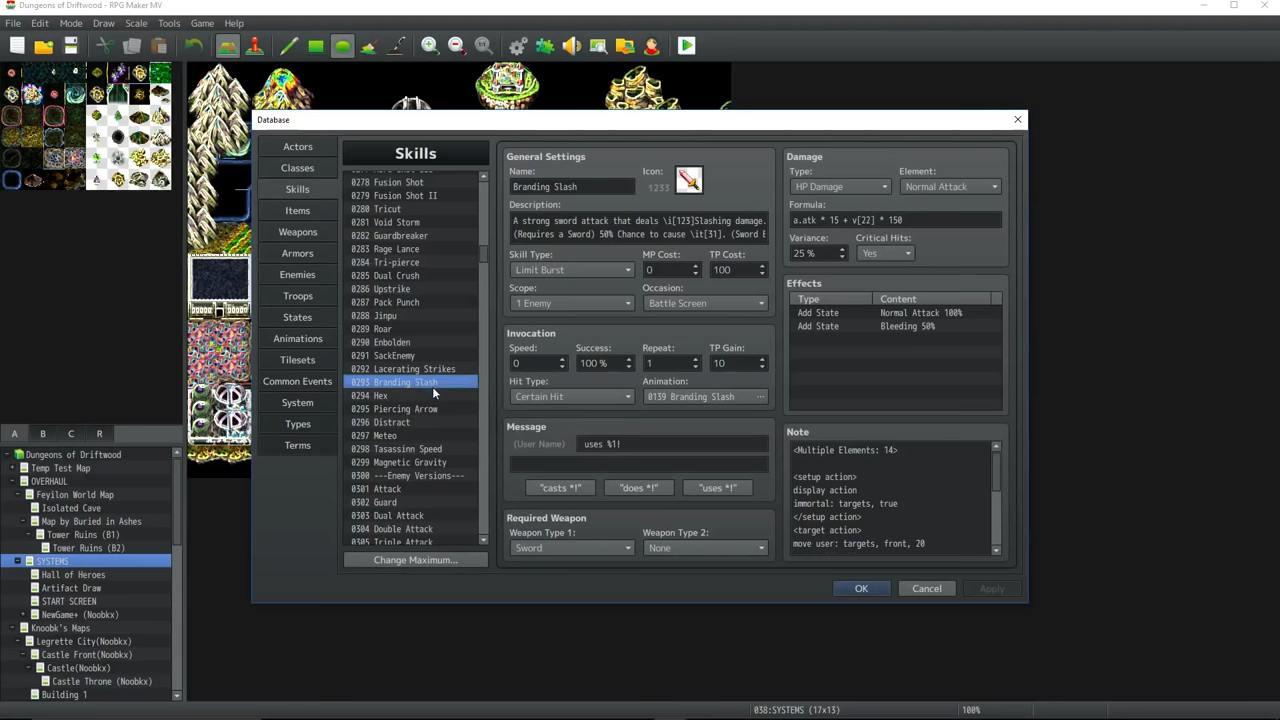 Dungeons of Driftwood - RPG Maker MV
File Edit Mode Draw Scale Tools Game Help
Database
Actors
Classes
Skills
Items
Weapons
Armors
Enemies
Troops
States
Animations
Tilesets
Common Events
System
Types
Terms
Skills
0278 Fusion Shot
0279 Fusion Shot II
0280 Tricut
0281 Void Storm
0282 Guardbreaker
0283 Rage Lance
0284 Tri-pierce
0285 Dual Crush
0286 Upstrike
0287 Pack Punch
0288 Jinpu
0289 Roar
0290 Enbolden
0291 SackEnemy
0292 Lacerating Strikes
0293 Branding Slash
0294 Hex
0295 Piercing Arrow
0296 Distract
0297 Meteo
0298 Tasassinn Speed
0299 Magnetic Gravity
0300 ---Enemy Versions---
0301 Attack
0302 Guard
0303 Dual Attack
0304 Double Attack
0305 Triple Attack
Change Maximum...
General Settings
Name: Icon:
Branding Slash 1233
Description:
A strong sword attack that deals \i[123]Slashing damage.
(Requires a Sword) 50% Chance to cause \it[31]. (Sword
Skill Type: MP Cost: TP Cost:
Limit Burst 0 100
Scope: Occasion:
1 Enemy Battle Screen
Invocation
Speed: Success: Repeat: TP Gain:
0 100 % 1 10
Hit Type: Animation:
Certain Hit 0139 Branding Slash ...
Message
(User Name) uses %1!
"casts *!" "does *!" "uses *!"
Required Weapon
Weapon Type 1: Weapon Type 2:
Sword None
Damage
Type: Element:
HP Damage Normal Attack
Formula:
a.atk * 15 + v[22] * 150
Variance: Critical Hits:
25 % Yes
Effects
Type Content
Add State Normal Attack 100%
Add State Bleeding 50%
Note
<Multiple Elements: 14>
<setup action>
display action
immortal: targets, true
</setup action>
<target action>
move user: targets, front, 20
OK Cancel Apply
A B C R
Dungeons of Driftwood
Temp Test Map
OVERHAUL
Feyilon World Map
Isolated Cave
Map by Buried in Ashes
Tower Ruins (B1)
Tower Ruins (B2)
SYSTEMS
Hall of Heroes
Artifact Draw
START SCREEN
NewGame+ (Noobkx)
Knoobk's Maps
Legrette City(Noobkx)
Castle Front(Noobkx)
Castle(Noobkx)
Castle Throne (Noobkx)
Building 1
038:SYSTEMS (17x13) 100%